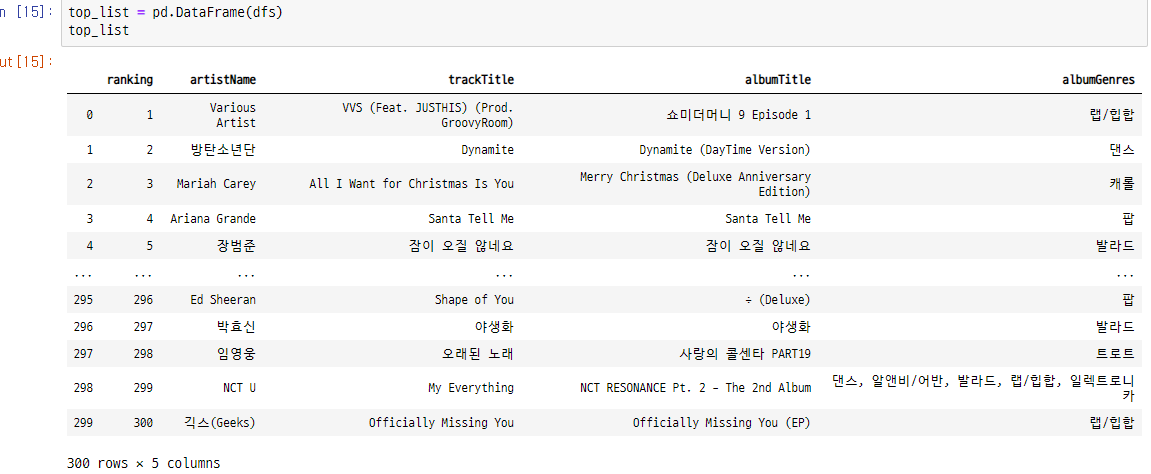 n [15]: top_list = pd.DataFrame(dfs)
top_list
ut[15]:
ranking artistName trackTitle albumTitle albumGenres
0 1 Various Artist VVS (Feat. JUSTHIS) (Prod. GroovyRoom) 쇼미더머니 9 Episode 1 랩/힙합
1 2 방탄소년단 Dynamite Dynamite (DayTime Version) 댄스
2 3 Mariah Carey All I Want for Christmas Is You Merry Christmas (Deluxe Anniversary Edition) 캐롤
3 4 Ariana Grande Santa Tell Me Santa Tell Me 팝
4 5 장범준 잠이 오질 않네요 잠이 오질 않네요 발라드
... ... ... ... ... ...
295 296 Ed Sheeran Shape of You ÷ (Deluxe) 팝
296 297 박효신 야생화 야생화 발라드
297 298 임영웅 오래된 노래 사랑의 콜센타 PART19 트로트
298 299 NCT U My Everything NCT RESONANCE Pt. 2 - The 2nd Album 댄스, 알앤비/어반, 발라드, 랩/힙합, 일렉트로니카
299 300 긱스(Geeks) Officially Missing You Officially Missing You (EP) 랩/힙합
300 rows × 5 columns